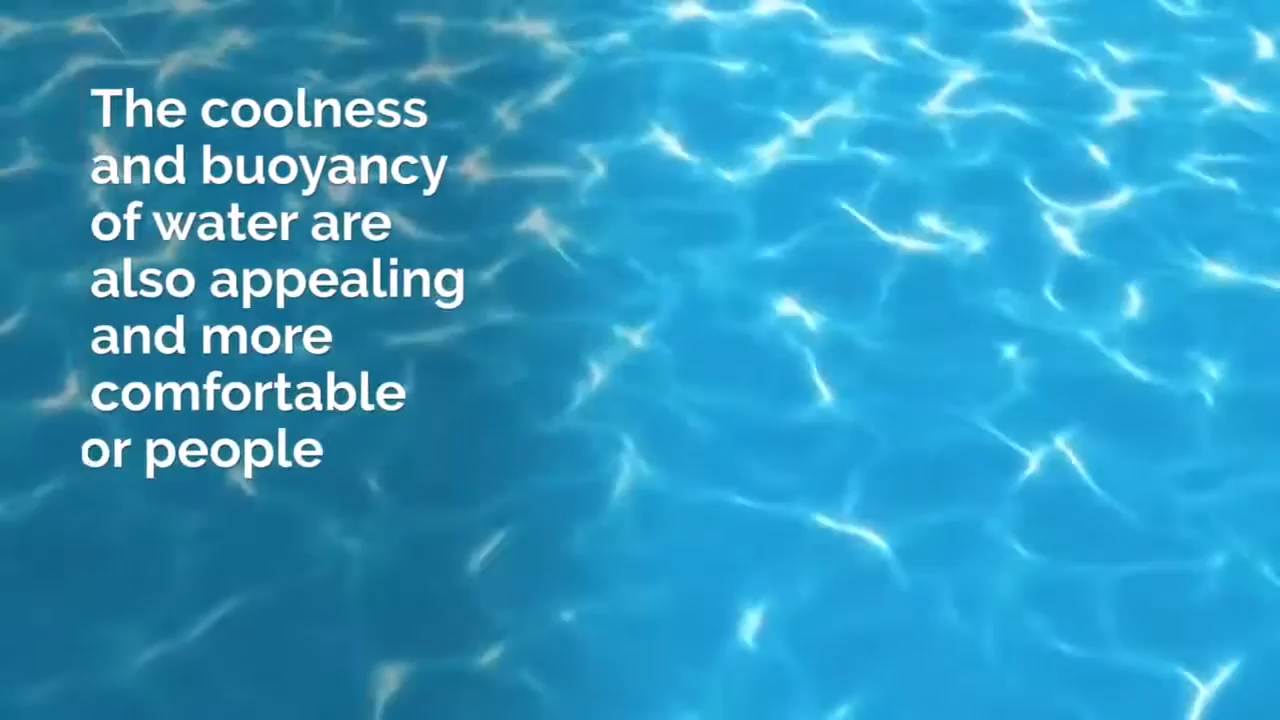 The coolness
and buoyancy
of water are
also appealing
and more
comfortable
or people